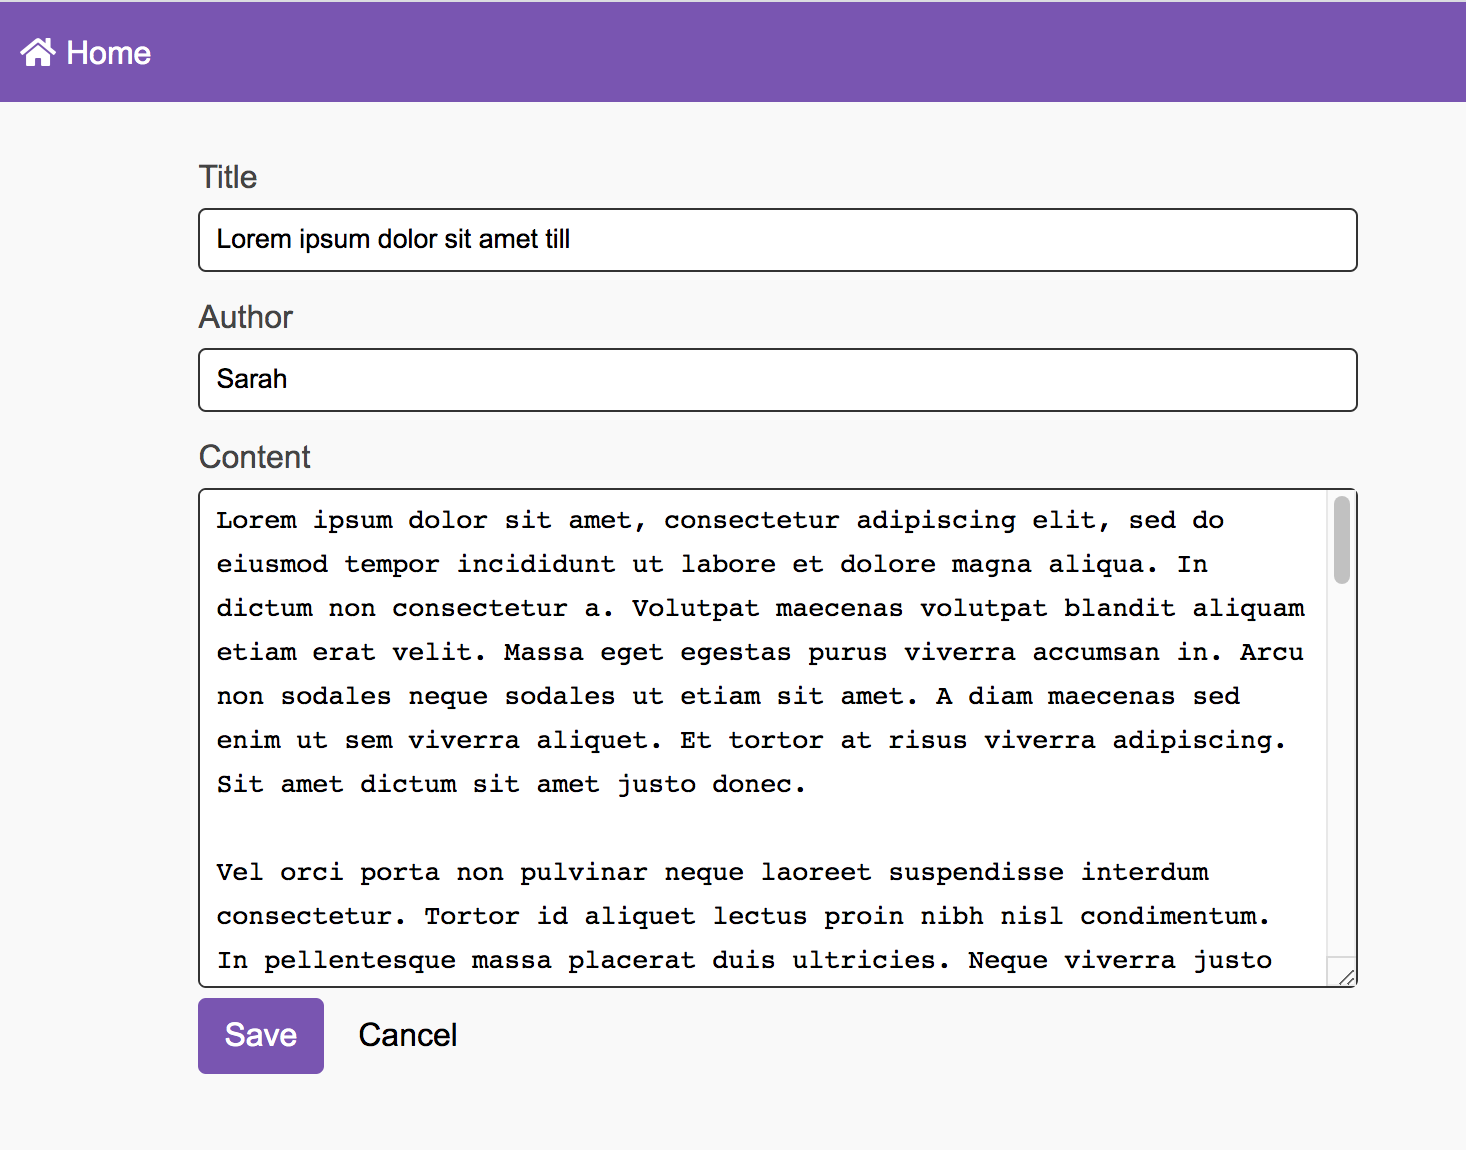 Home
Title
Lorem ipsum dolor sit amet till
Author
Sarah
Content
Lorem ipsum dolor sit amet, consectetur adipiscing elit, sed do
eiusmod tempor incididunt ut labore et dolore magna aliqua. In
dictum non consectetur a. Volutpat maecenas volutpat blandit aliquam
etiam erat velit. Massa eget egestas purus viverra accumsan in. Arcu
non sodales neque sodales ut etiam sit amet. A diam maecenas sed
enim ut sem viverra aliquet. Et tortor at risus viverra adipiscing.
Sit amet dictum sit amet justo donec.
Vel orci porta non pulvinar neque laoreet suspendisse interdum
consectetur. Tortor id aliquet lectus proin nibh nisl condimentum.
In pellentesque massa placerat duis ultricies. Neque viverra justo
Save Cancel